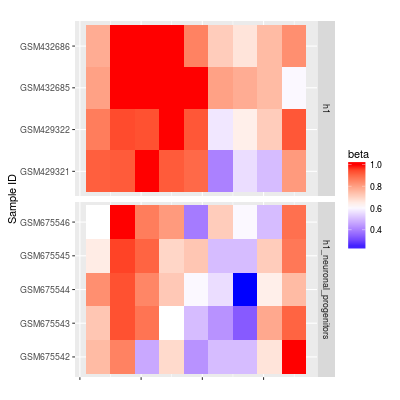 GSM432686
GSM432685
GSM429322
GSM429321
h1
GSM675546
GSM675545
GSM675544
GSM675543
GSM675542
h1_neuronal_progenitors
Sample ID
beta
1.0
0.8
0.6
0.4